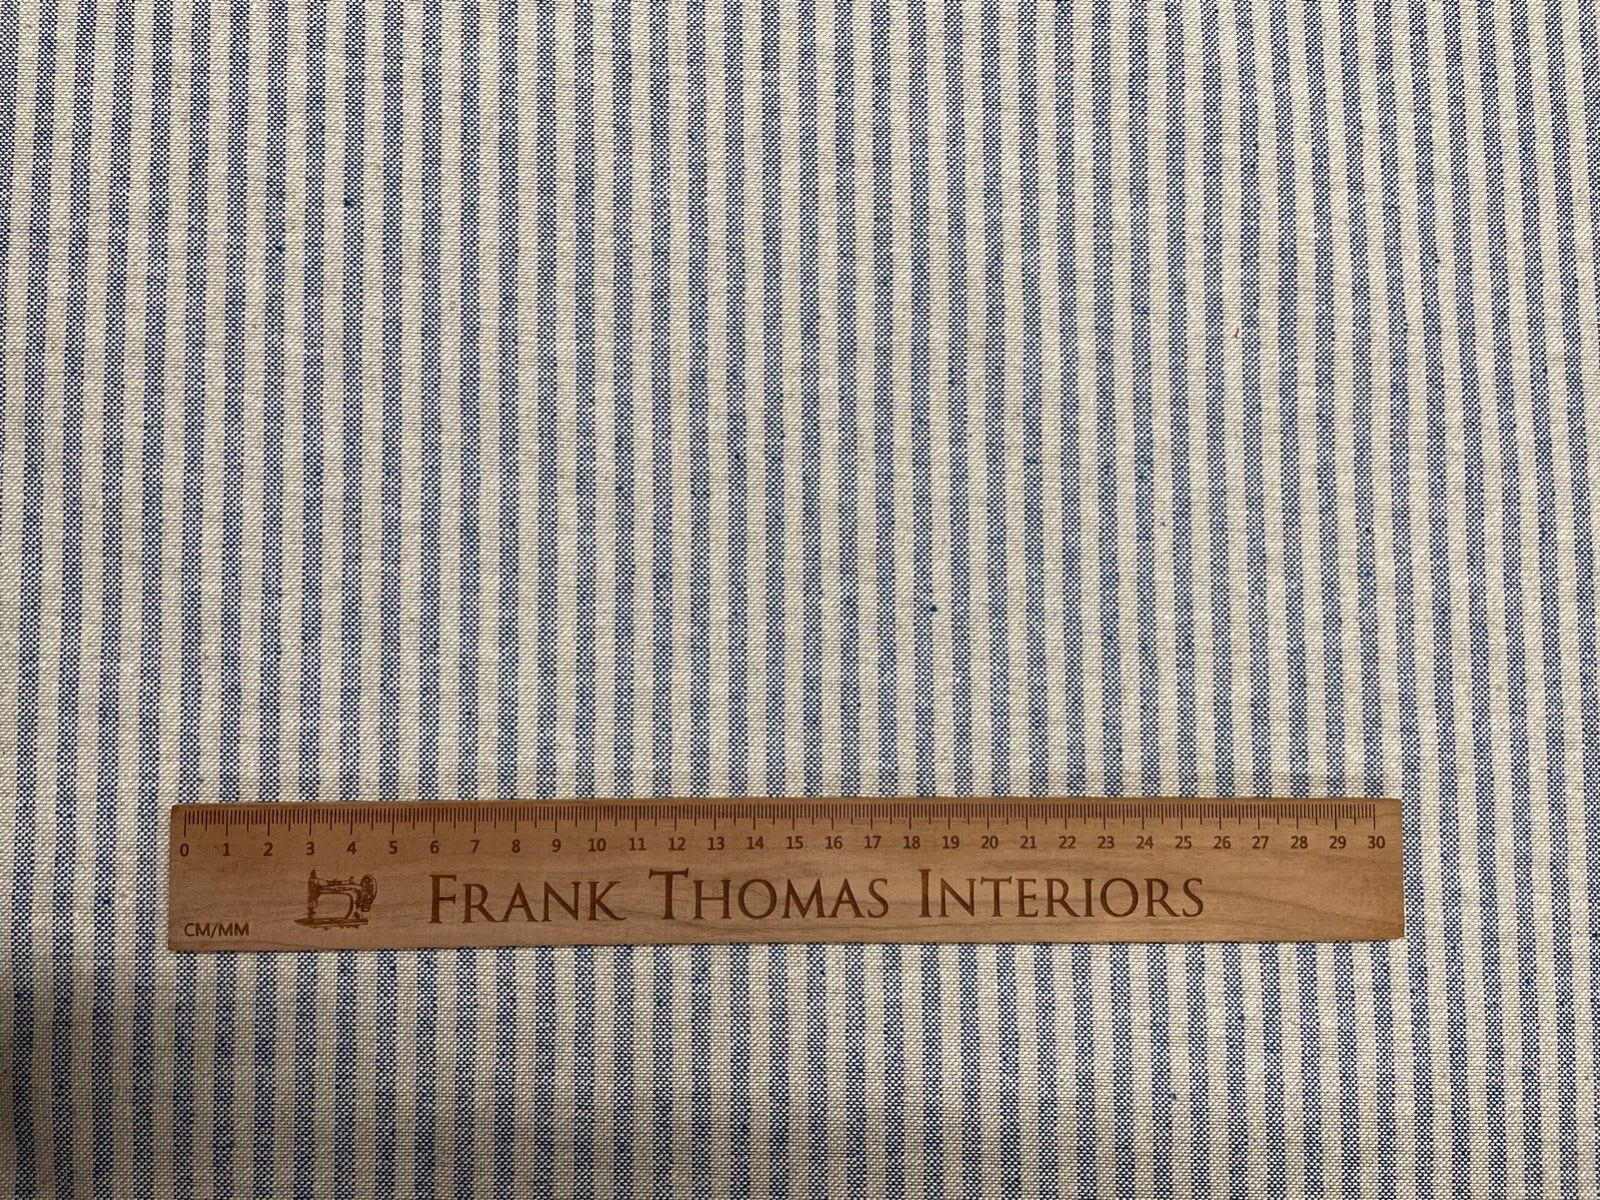 0 1 2 3 4 5 6 7 8 9 10 11 12 13 14 15 16 17 18 19 20 21 22 23 24 25 26 27 28 29 30
FRANK THOMAS INTERIORS
CM/MM